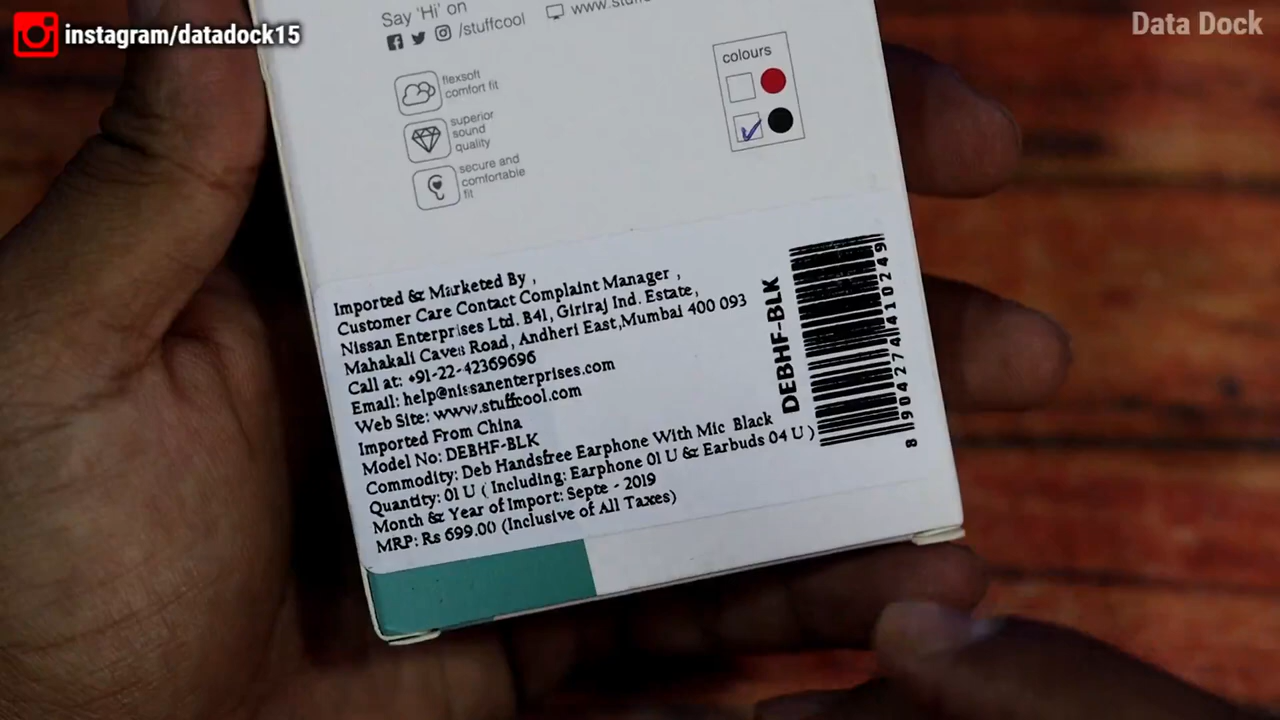 instagram/datadock15
Data Dock
Say 'Hi' on
/stuffcool
www.stuff
colours
flexsoft
comfort fit
superior
sound
quality
secure and
comfortable
fit
Imported & Marketed By ,
Customer Care Contact Complaint Manager ,
Nissan Enterprises Ltd. B41, Giriraj Ind. Estate,
Mahakali Caves Road, Andheri East,Mumbai 400 093
Call at: +91-22-42369696
Email: help@nissanenterprises.com
Web Site: www.stuffcool.com
Imported From China
Model No: DEBHF-BLK
Commodity: Deb Handsfree Earphone With Mic Black
Quantity: 01 U ( Including: Earphone 01 U & Earbuds 04 U )
Month & Year of Import: Septe - 2019
MRP: Rs 699.00 (Inclusive of All Taxes)
DEBHF-BLK
8 904274 410249